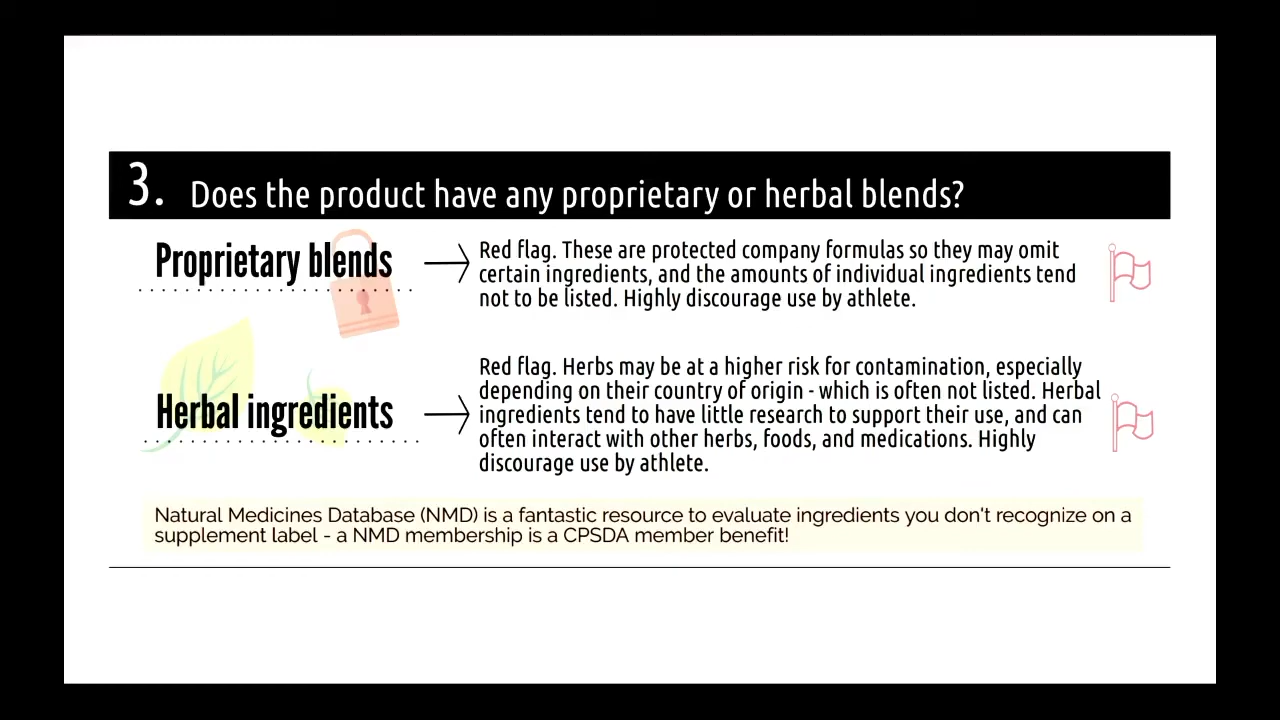 3. Does the product have any proprietary or herbal blends?
Proprietary blends
Red flag. These are protected company formulas so they may omit
certain ingredients, and the amounts of individual ingredients tend
not to be listed. Highly discourage use by athlete.
Herbal ingredients
Red flag. Herbs may be at a higher risk for contamination, especially
depending on their country of origin - which is often not listed. Herbal
ingredients tend to have little research to support their use, and can
often interact with other herbs, foods, and medications. Highly
discourage use by athlete.
Natural Medicines Database (NMD) is a fantastic resource to evaluate ingredients you don't recognize on a
supplement label - a NMD membership is a CPSDA member benefit!